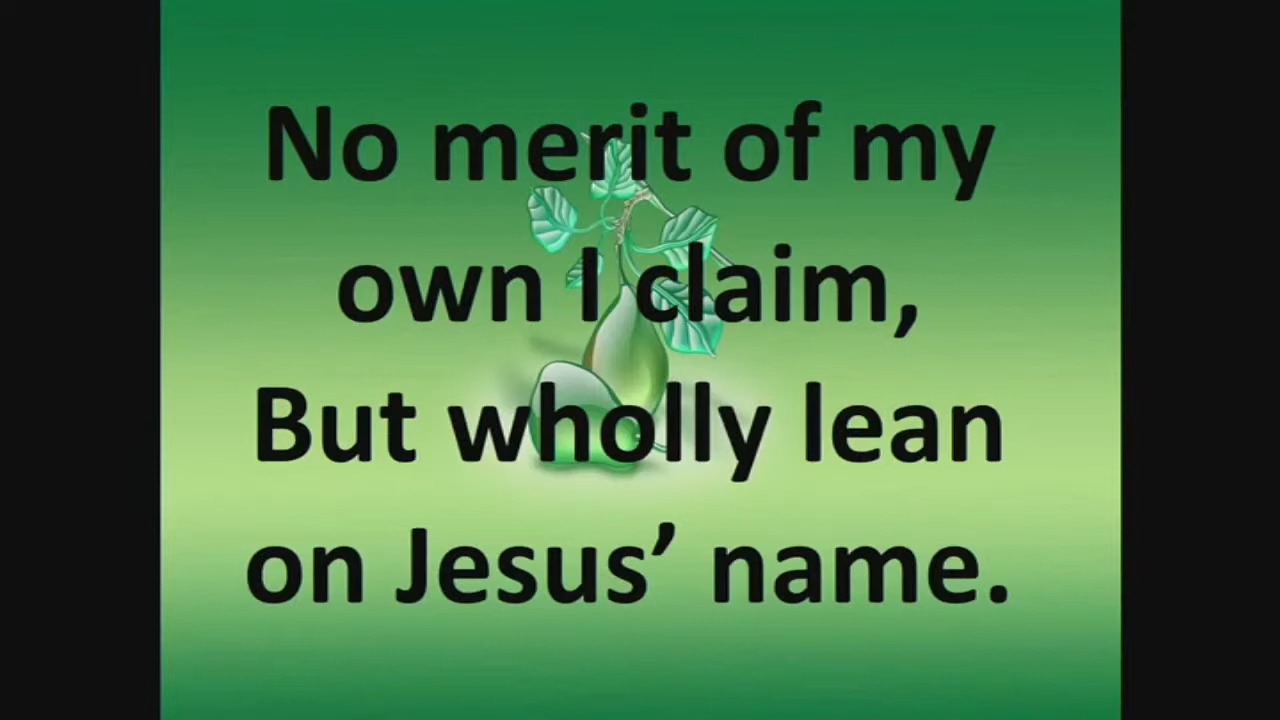 No merit of my
own I claim,
But wholly lean
on Jesus’ name.